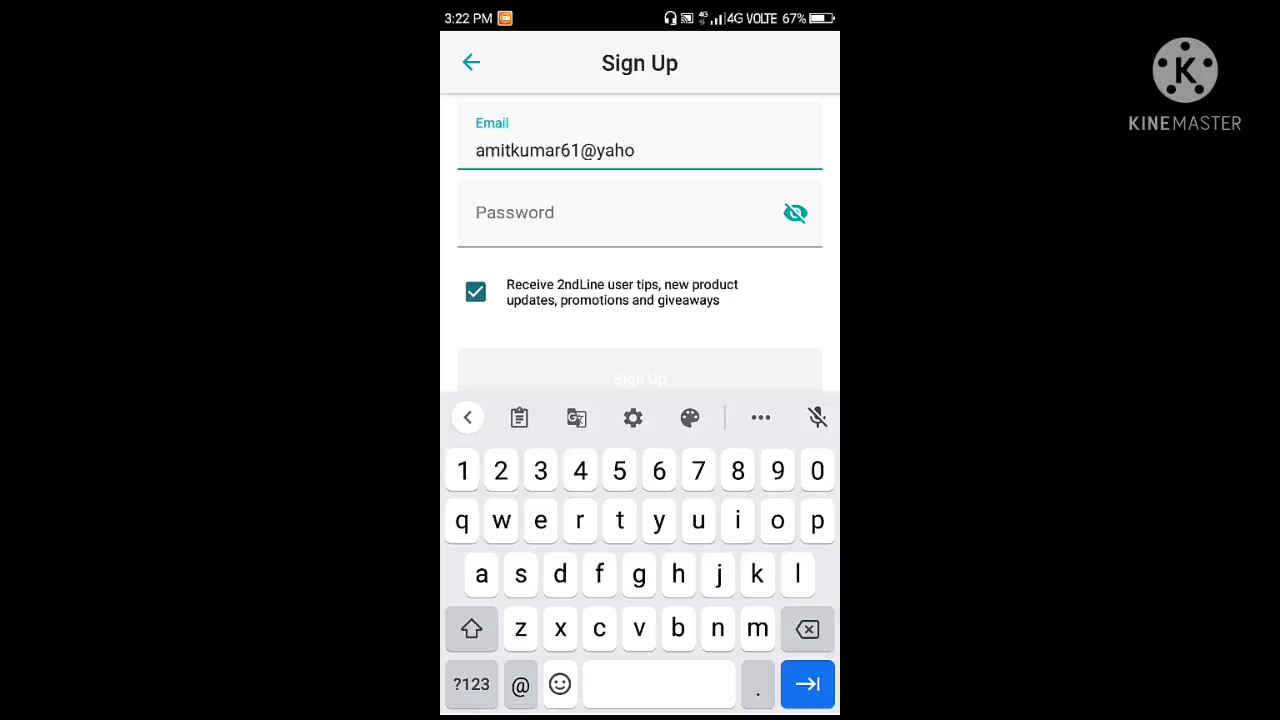 3:22 PM
4G 4G VOLTE 67%
Sign Up
K
KINEMASTER
Email
amitkumar61@yaho
Password
Receive 2ndLine user tips, new product
updates, promotions and giveaways
Sign Up
1 2 3 4 5 6 7 8 9 0
q w e r t y u i o p
a s d f g h j k l
z x c v b n m
?123 @ .